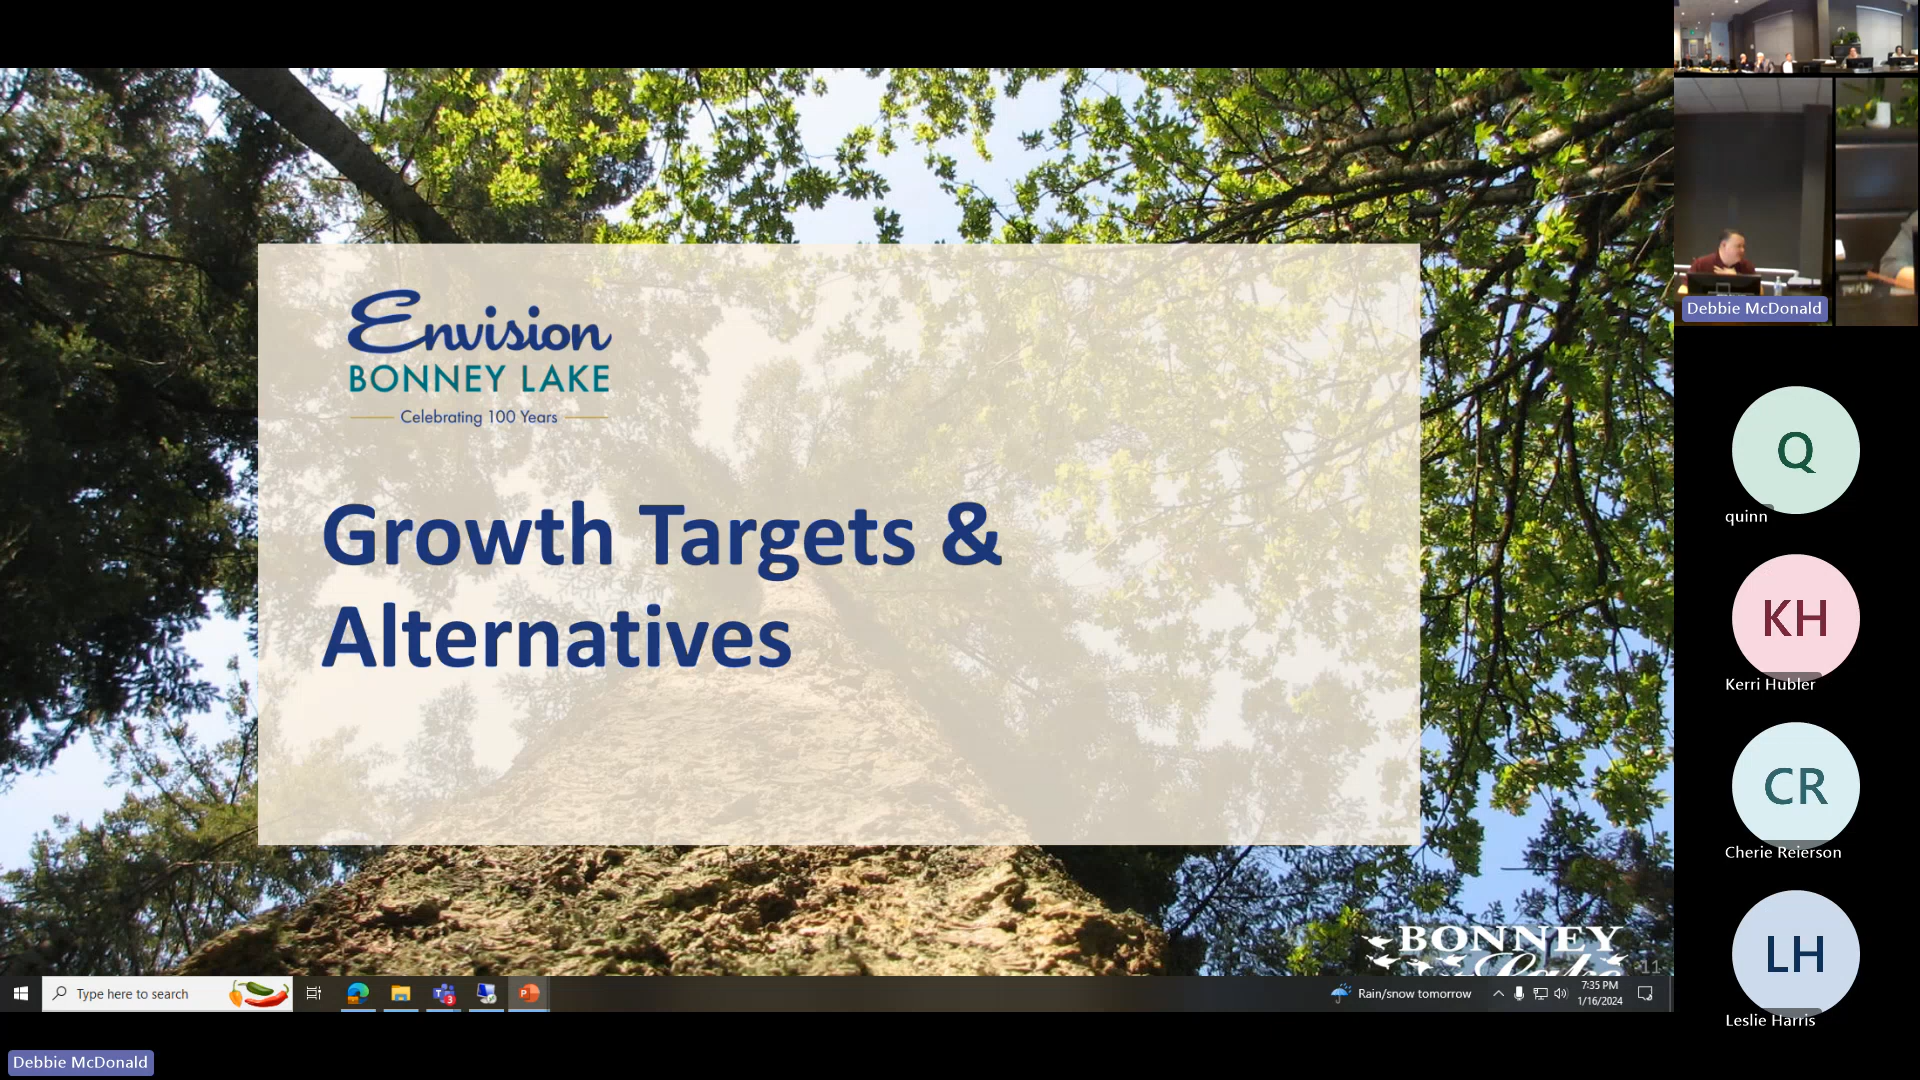 Envision
BONNEY LAKE
Celebrating 100 Years
Growth Targets &
Alternatives
BONNEY
Lake
11
Type here to search
3
Rain/snow tomorrow
7:35 PM
1/16/2024
Debbie McDonald
Debbie McDonald
Q
quinn
KH
Kerri Hubler
CR
Cherie Reierson
LH
Leslie Harris